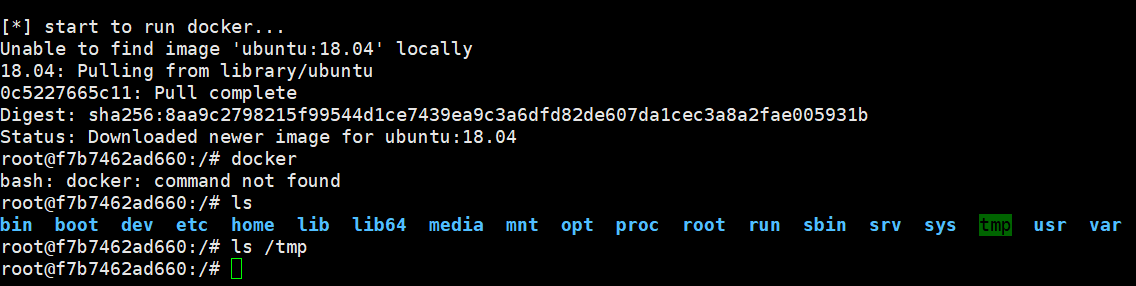 [*] start to run docker...
Unable to find image 'ubuntu:18.04' locally
18.04: Pulling from library/ubuntu
0c5227665c11: Pull complete
Digest: sha256:8aa9c2798215f99544d1ce7439ea9c3a6dfd82de607da1cec3a8a2fae005931b
Status: Downloaded newer image for ubuntu:18.04
root@f7b7462ad660:/# docker
bash: docker: command not found
root@f7b7462ad660:/# ls
bin boot dev etc home lib lib64 media mnt opt proc root run sbin srv sys tmp usr var
root@f7b7462ad660:/# ls /tmp
root@f7b7462ad660:/#